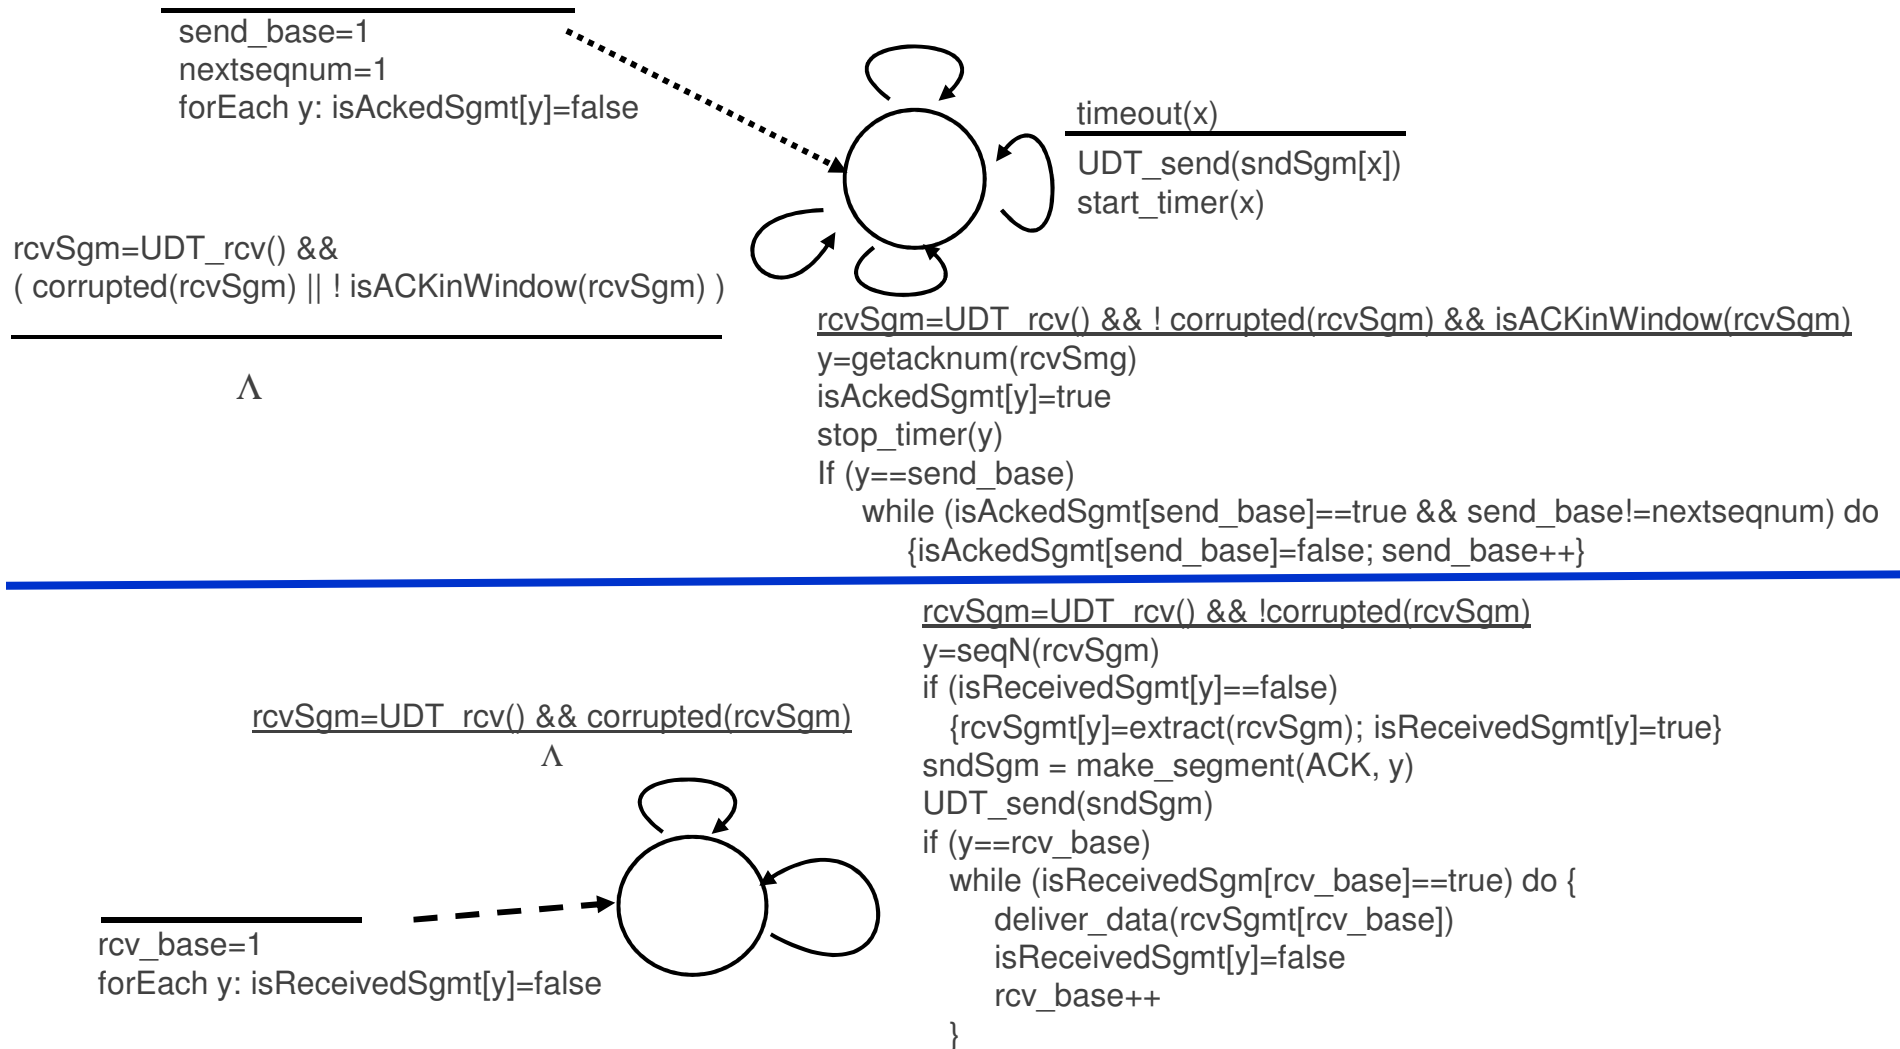 send_base=1
nextseqnum=1
forEach y: isAckedSgmt[y]=false
timeout(x)
UDT_send(sndSgm[x])
start_timer(x)
rcvSgm=UDT_rcv() &&
( corrupted(rcvSgm) || ! isACKinWindow(rcvSgm) )
Λ
rcvSgm=UDT_rcv() && ! corrupted(rcvSgm) && isACKinWindow(rcvSgm)
y=getacknum(rcvSmg)
isAckedSgmt[y]=true
stop_timer(y)
If (y==send_base)
while (isAckedSgmt[send_base]==true && send_base!=nextseqnum) do
{isAckedSgmt[send_base]=false; send_base++}
rcvSgm=UDT_rcv() && !corrupted(rcvSgm)
y=seqN(rcvSgm)
if (isReceivedSgmt[y]==false)
{rcvSgmt[y]=extract(rcvSgm); isReceivedSgmt[y]=true}
sndSgm = make_segment(ACK, y)
UDT_send(sndSgm)
if (y==rcv_base)
while (isReceivedSgm[rcv_base]==true) do {
deliver_data(rcvSgmt[rcv_base])
isReceivedSgmt[y]=false
rcv_base++
}
rcvSgm=UDT_rcv() && corrupted(rcvSgm)
Λ
rcv_base=1
forEach y: isReceivedSgmt[y]=false